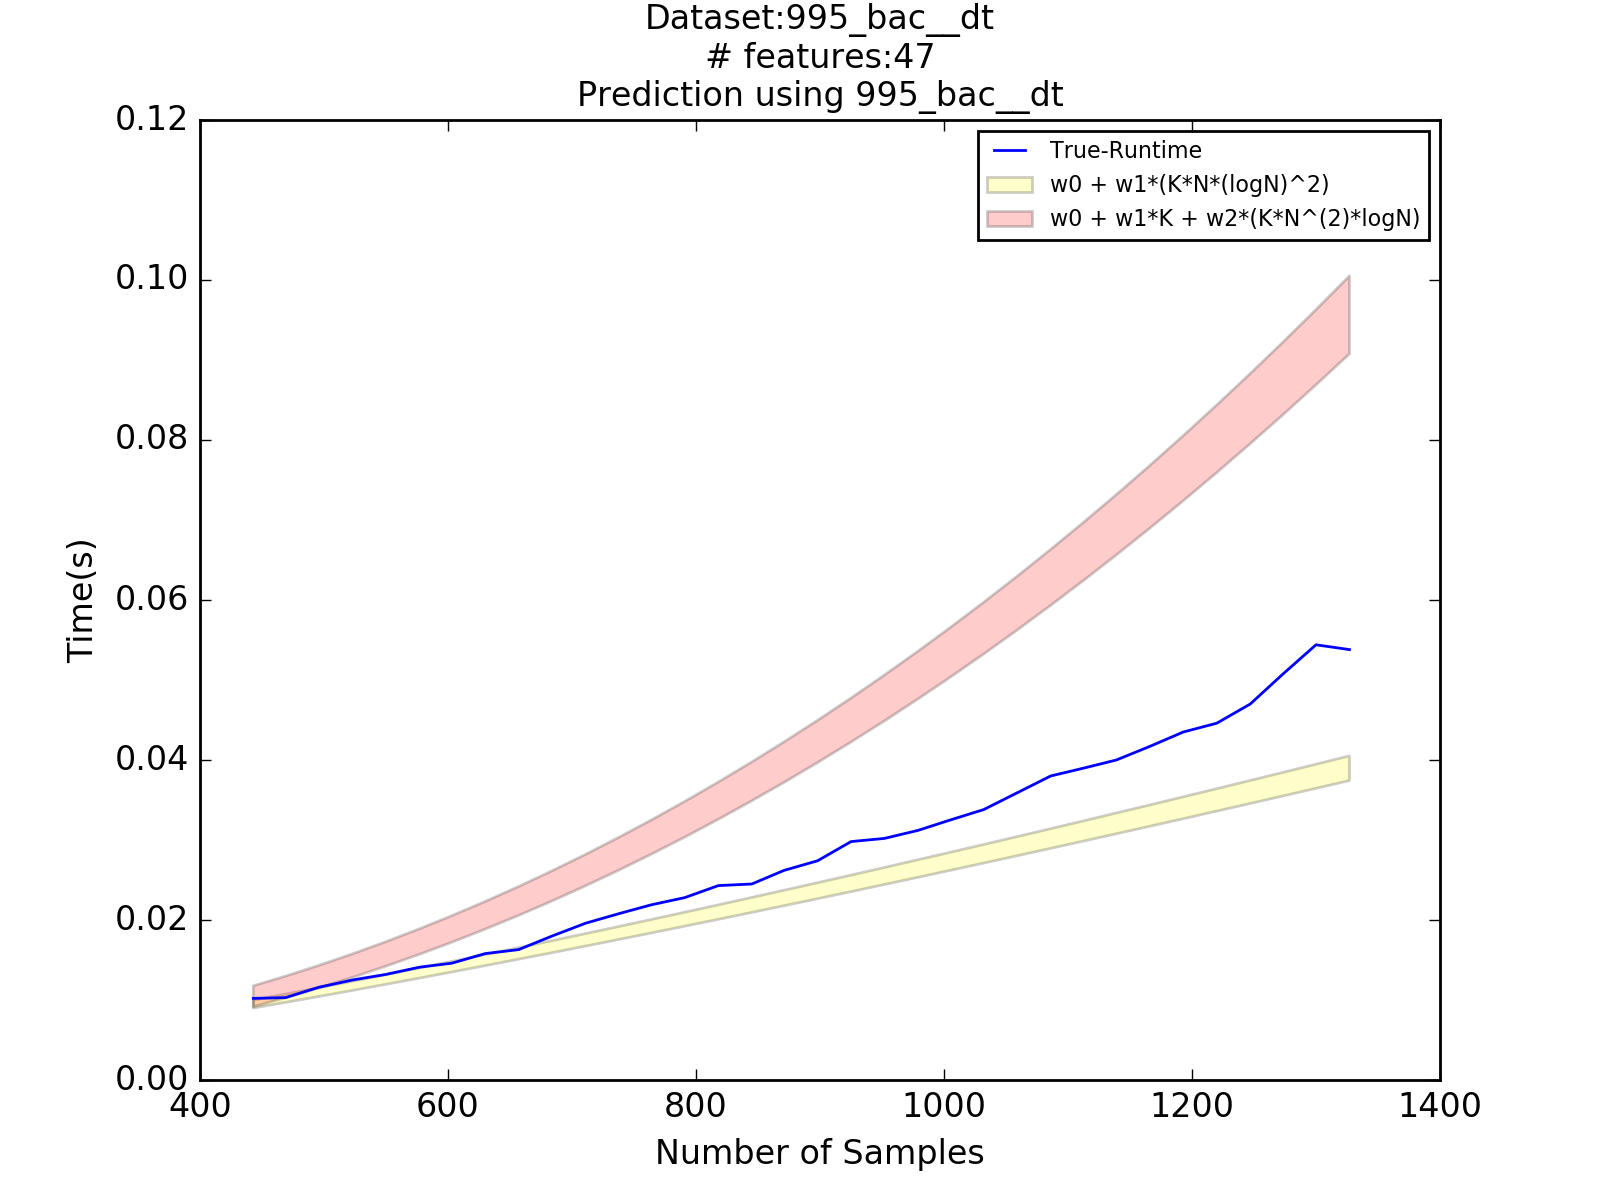 Dataset:995_bac__dt
# features:47
Prediction using 995_bac__dt
0.12
0.10
0.08
0.06
0.04
0.02
0.00
Time(s)
True-Runtime
w0 + w1*(K*N*(logN)^2)
w0 + w1*K + w2*(K*N^(2)*logN)
400 600 800 1000 1200 1400
Number of Samples